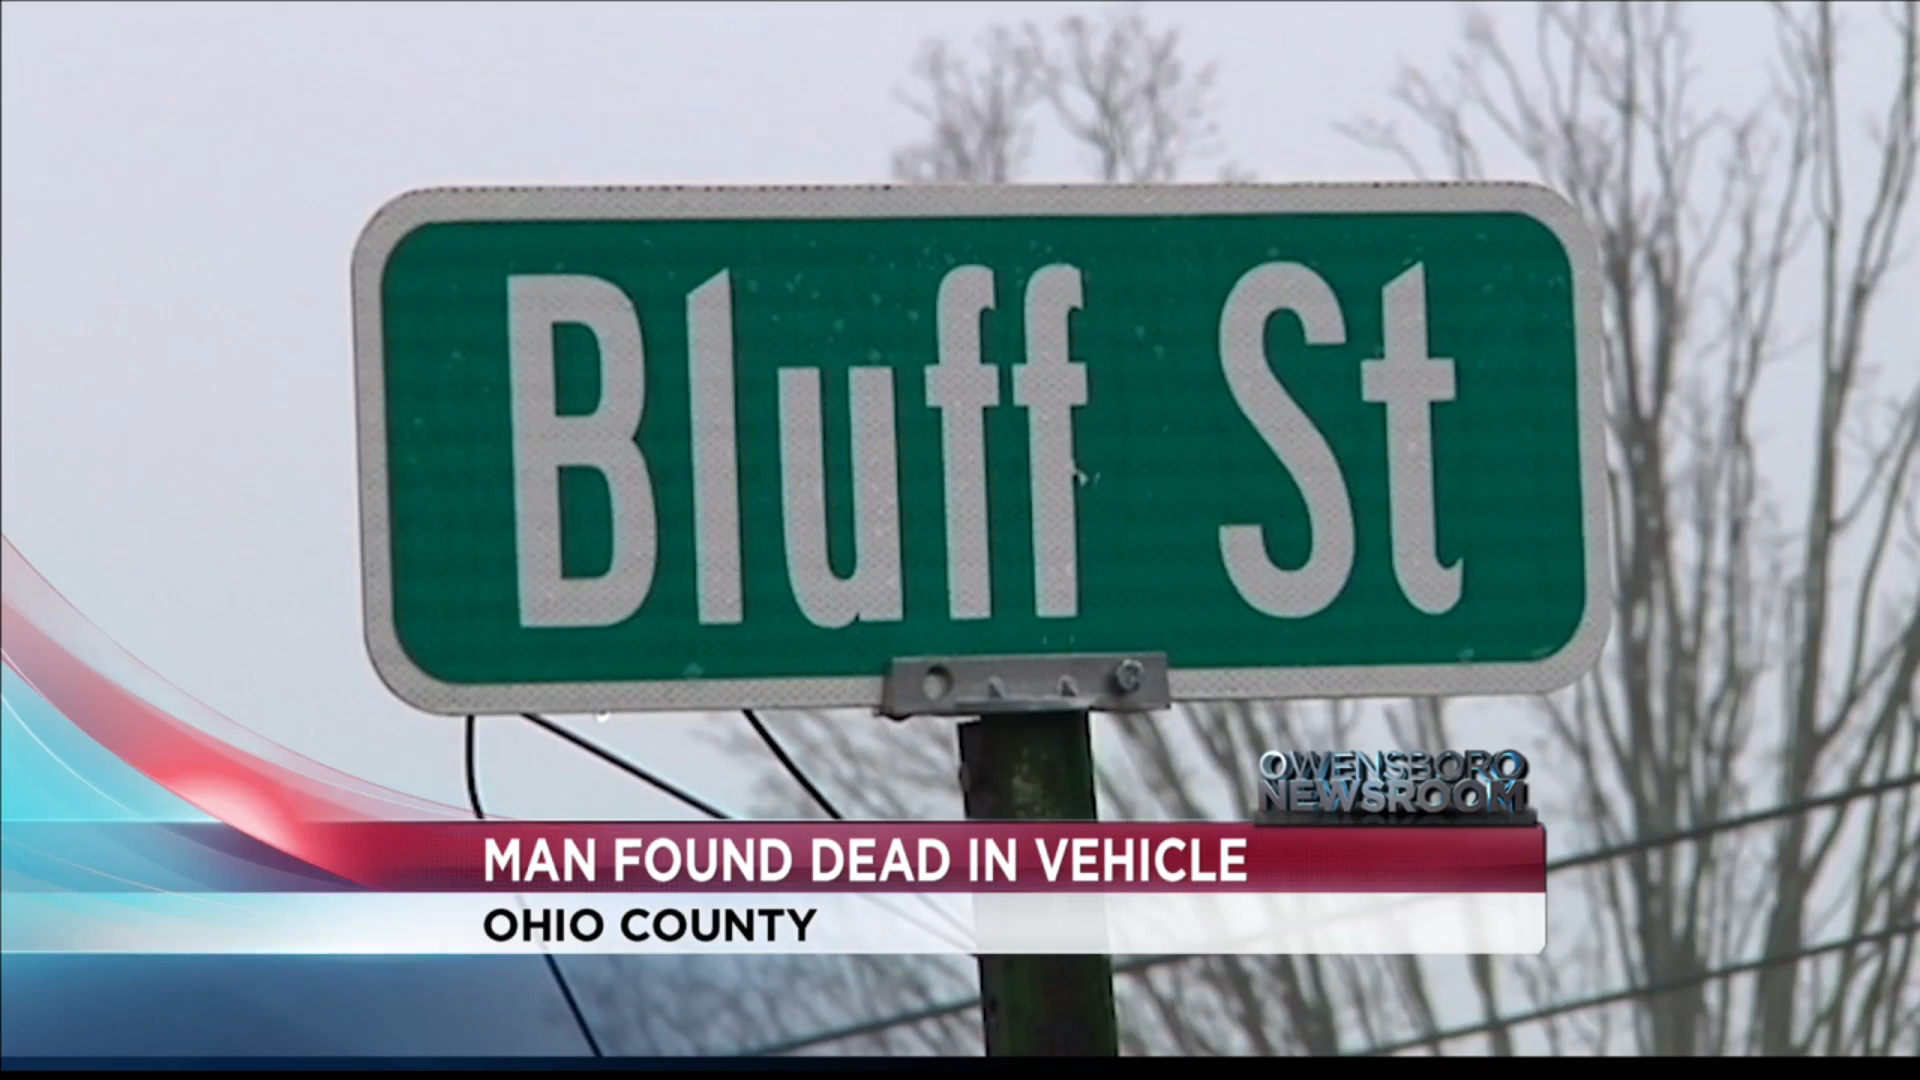 Bluff St
OWENSBORO
NEWSROOM
MAN FOUND DEAD IN VEHICLE
OHIO COUNTY